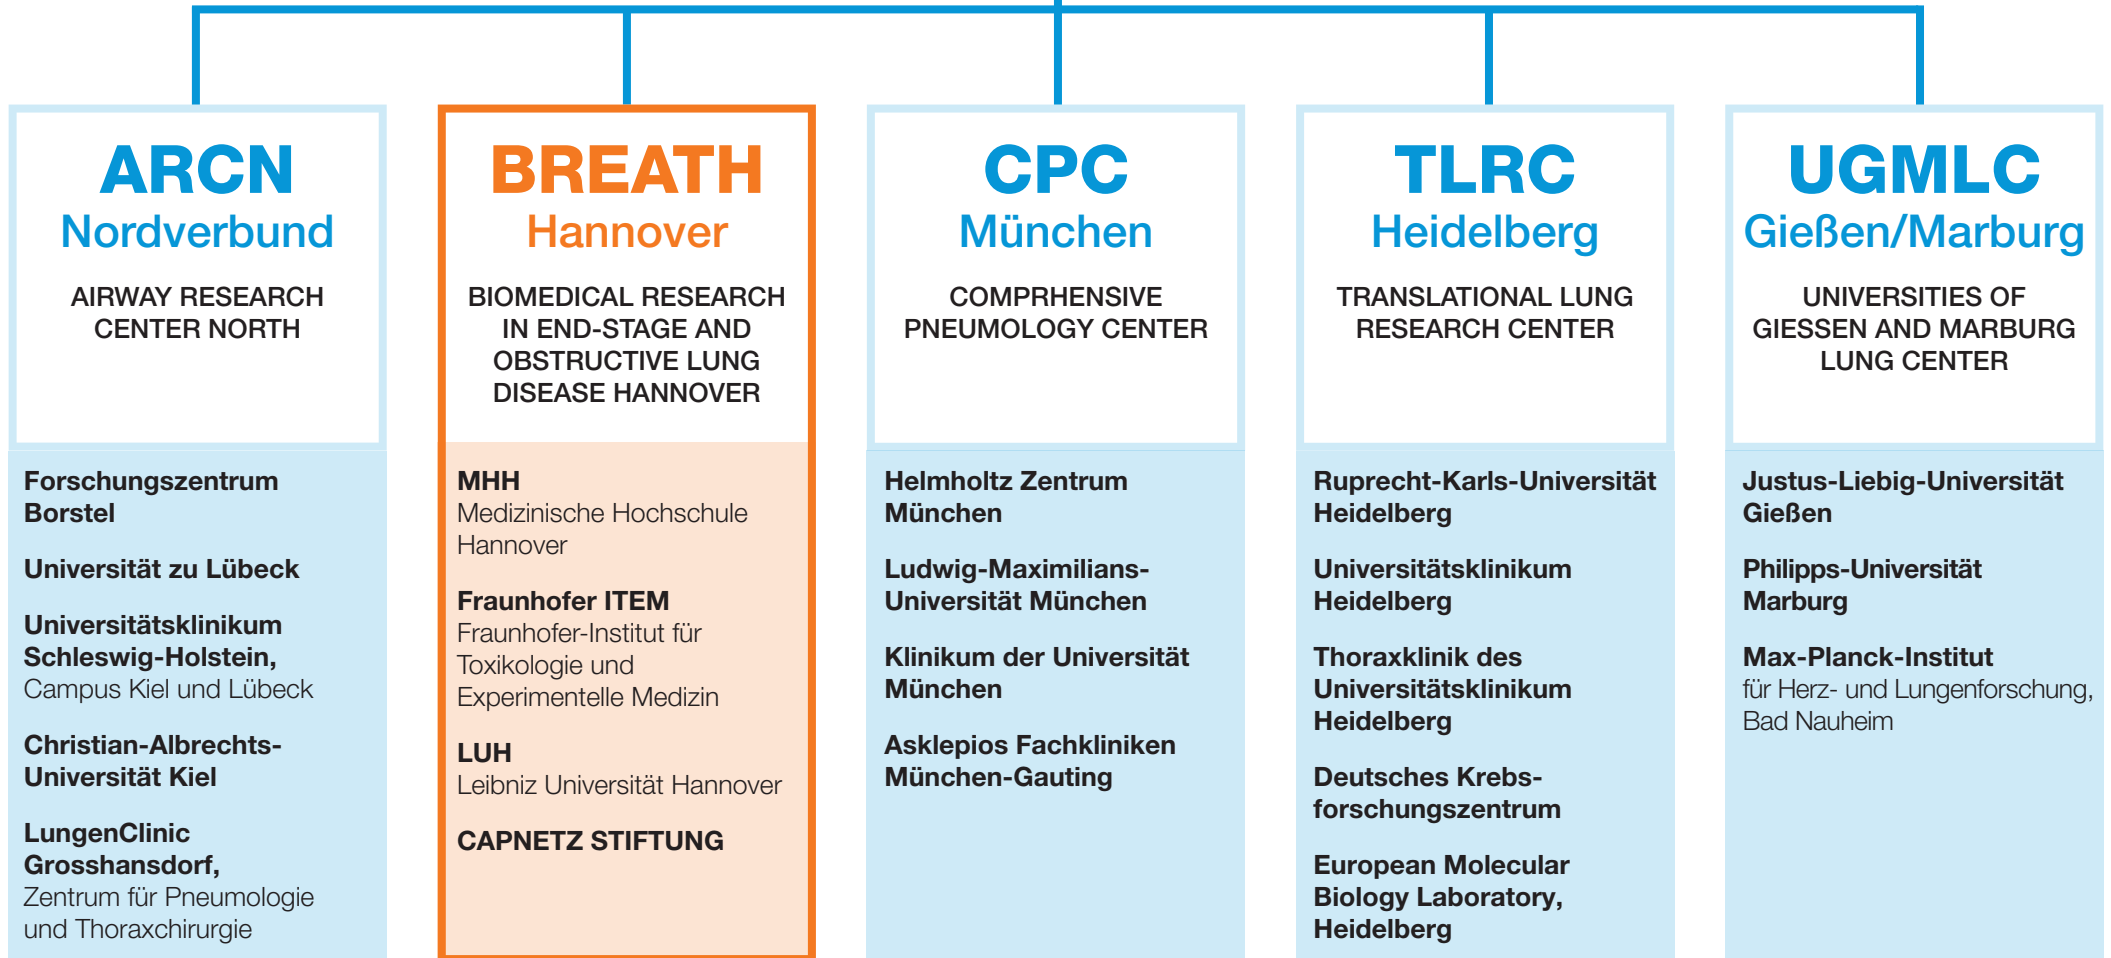 ARCN
Nordverbund
AIRWAY RESEARCH
CENTER NORTH
Forschungszentrum
Borstel
Universität zu Lübeck
Universitätsklinikum
Schleswig-Holstein,
Campus Kiel und Lübeck
Christian-Albrechts-
Universität Kiel
LungenClinic
Grosshansdorf,
Zentrum für Pneumologie
und Thoraxchirurgie
BREATH
Hannover
BIOMEDICAL RESEARCH
IN END-STAGE AND
OBSTRUCTIVE LUNG
DISEASE HANNOVER
MHH
Medizinische Hochschule
Hannover
Fraunhofer ITEM
Fraunhofer-Institut für
Toxikologie und
Experimentelle Medizin
LUH
Leibniz Universität Hannover
CAPNETZ STIFTUNG
CPC
München
COMPRHENSIVE
PNEUMOLOGY CENTER
Helmholtz Zentrum
München
Ludwig-Maximilians-
Universität München
Klinikum der Universität
München
Asklepios Fachkliniken
München-Gauting
TLRC
Heidelberg
TRANSLATIONAL LUNG
RESEARCH CENTER
Ruprecht-Karls-Universität
Heidelberg
Universitätsklinikum
Heidelberg
Thoraxklinik des
Universitätsklinikum
Heidelberg
Deutsches Krebs-
forschungszentrum
European Molecular
Biology Laboratory,
Heidelberg
UGMLC
Gießen/Marburg
UNIVERSITIES OF
GIESSEN AND MARBURG
LUNG CENTER
Justus-Liebig-Universität
Gießen
Philipps-Universität
Marburg
Max-Planck-Institut
für Herz- und Lungenforschung,
Bad Nauheim